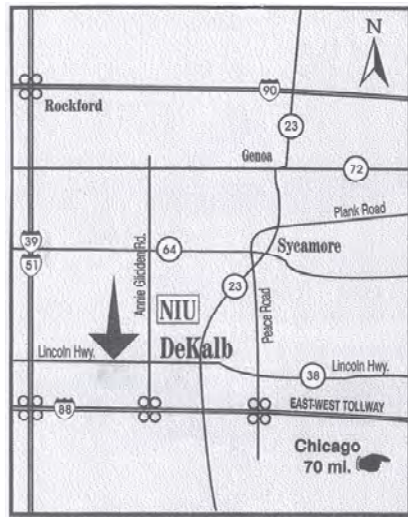 N
90
Rockford
23
Genoa
72
Plank Road
39
64
Sycamore
51
Annie Gliclden Rd.
23
Peace Road
NIU
Lincoln Hwy.
DeKalb
Lincoln Hwy.
38
88
EAST-WEST TOLLWAY
Chicago
70 mi.